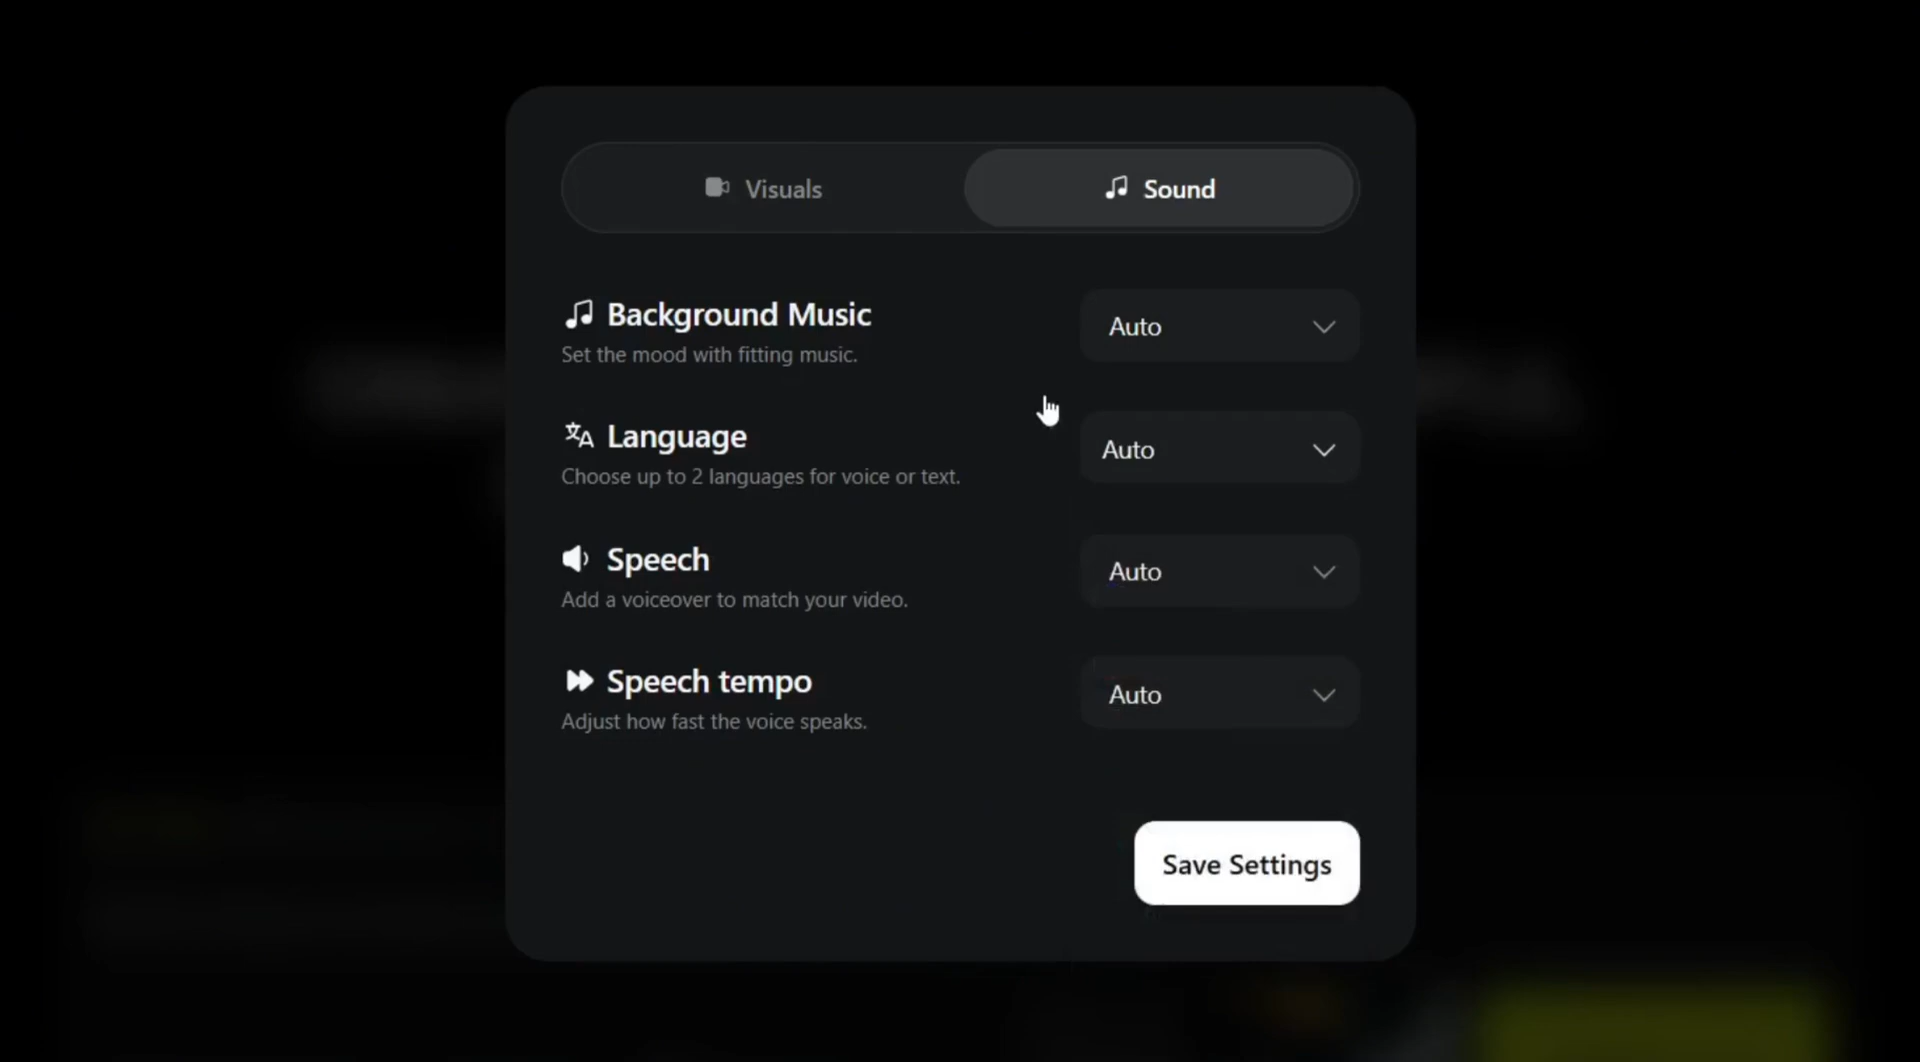 Visuals
Sound
Background Music
Auto
Set the mood with fitting music.
Language
Auto
Choose up to 2 languages for voice or text.
Speech
Auto
Add a voiceover to match your video.
Speech tempo
Auto
Adjust how fast the voice speaks.
Save Settings